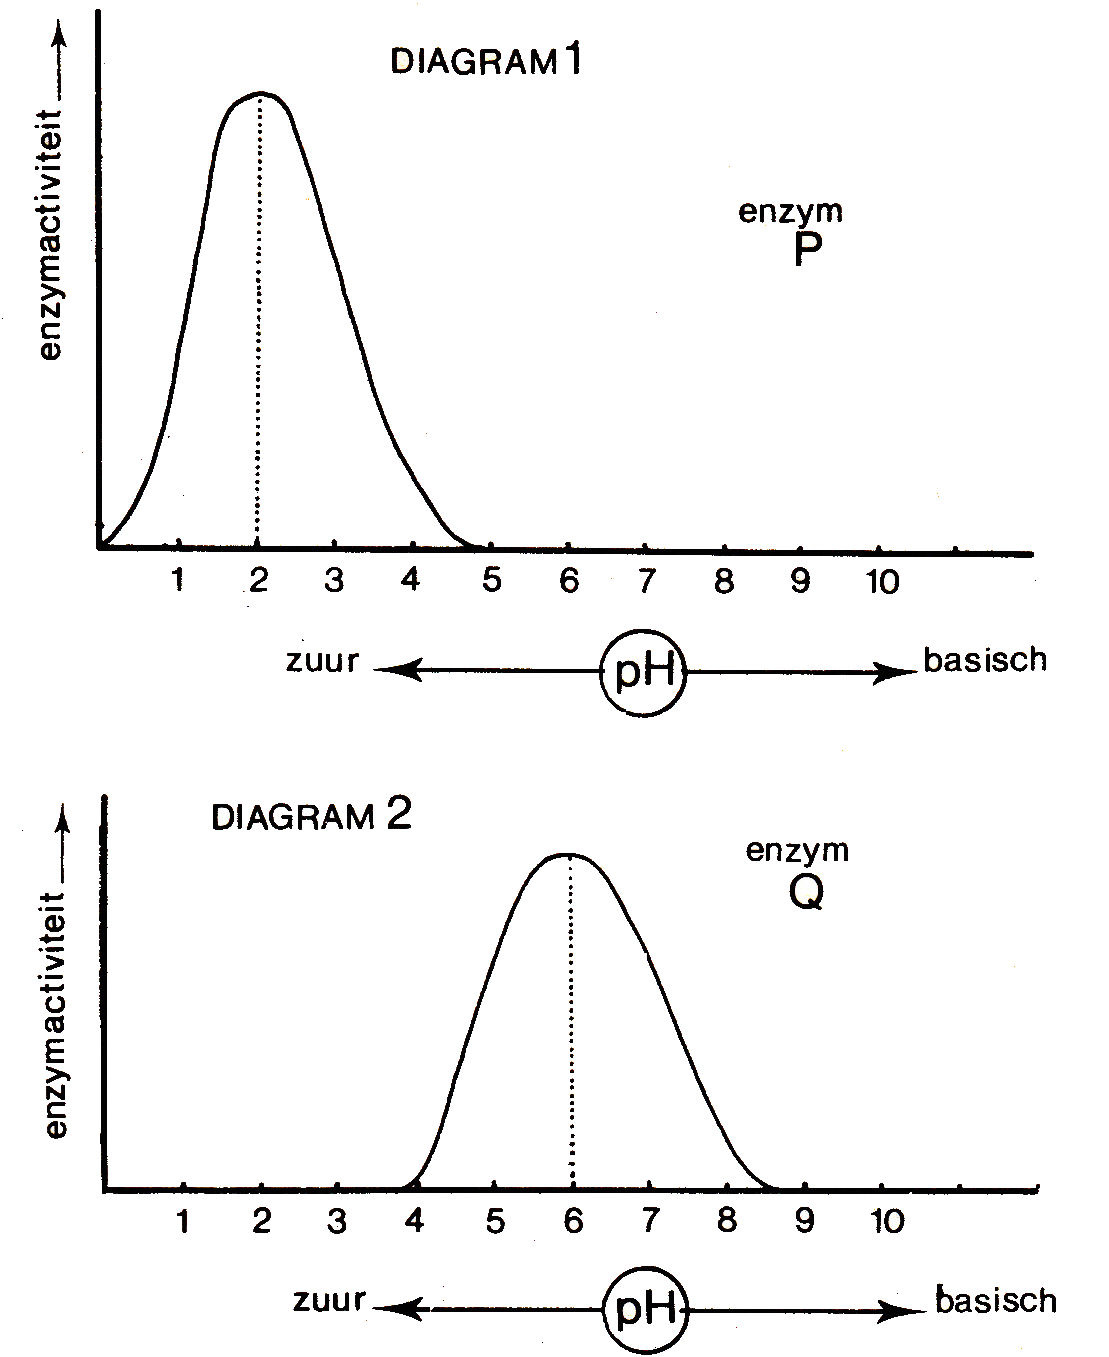 DIAGRAM 1
enzymactiviteit
enzym
P
1 2 3 4 5 6 7 8 9 10
zuur pH basisch
DIAGRAM 2
enzymactiviteit
enzym
Q
1 2 3 4 5 6 7 8 9 10
zuur pH basisch